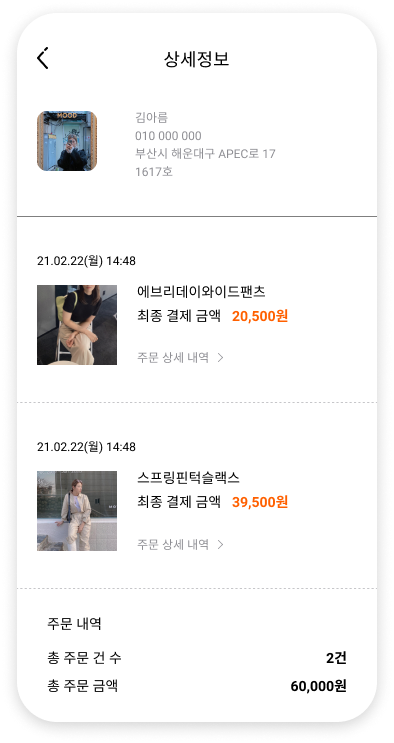 상세정보
MOOD
김아름
010 000 000
부산시 해운대구 APEC로 17
1617호
21.02.22(월) 14:48
에브리데이와이드팬츠
최종 결제 금액 20,500원
주문 상세 내역 >
21.02.22(월) 14:48
스프링핀턱슬랙스
최종 결제 금액 39,500원
주문 상세 내역 >
주문 내역
총 주문 건 수 2건
총 주문 금액 60,000원